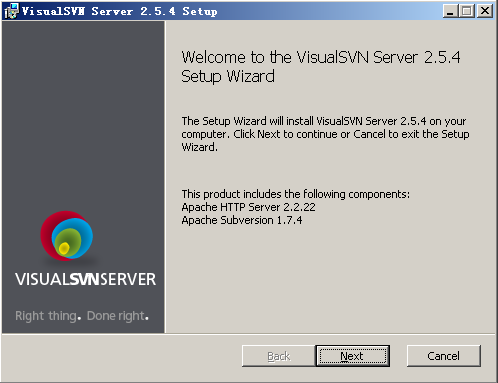 VisualSVN Server 2.5.4 Setup
Welcome to the VisualSVN Server 2.5.4
Setup Wizard
The Setup Wizard will install VisualSVN Server 2.5.4 on your
computer. Click Next to continue or Cancel to exit the Setup
Wizard.
This product includes the following components:
Apache HTTP Server 2.2.22
Apache Subversion 1.7.4
VISUALSVNSERVER
Right thing. Done right.
Back Next Cancel